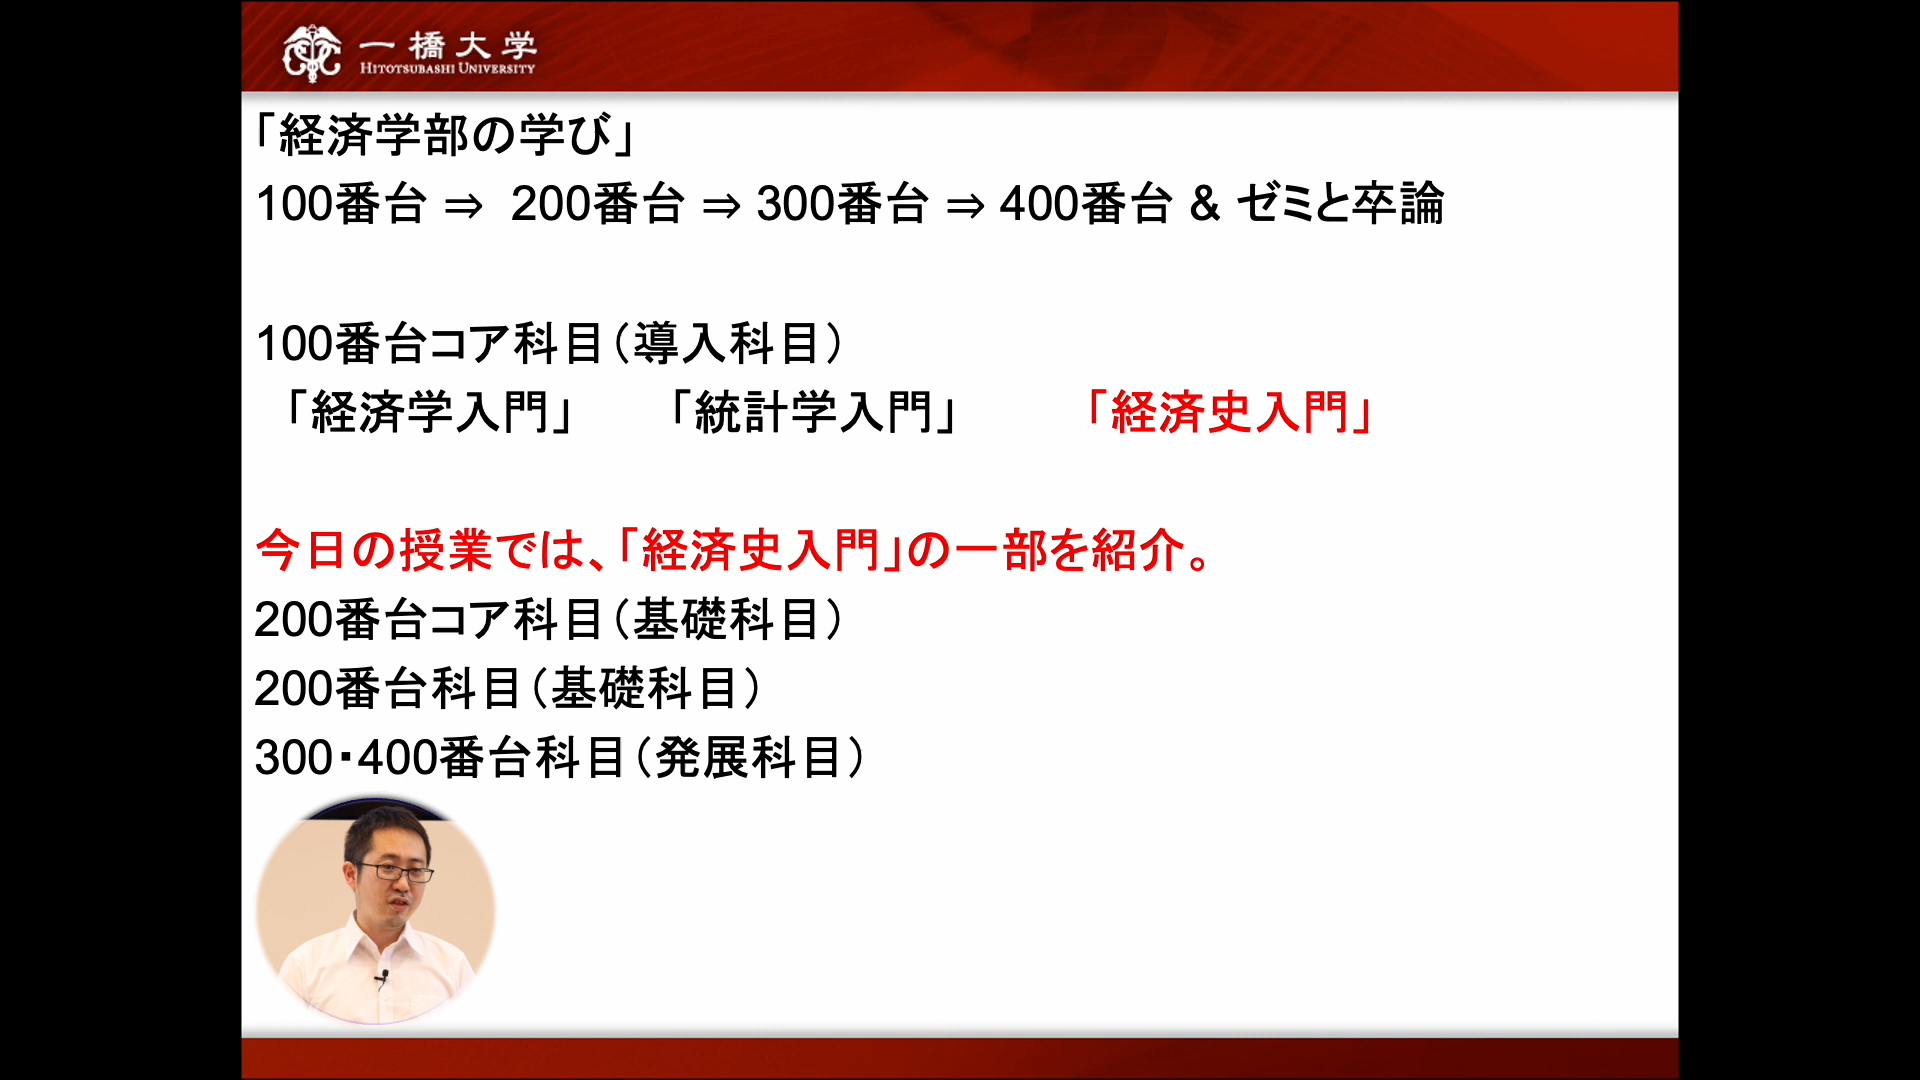 一橋大学
HITOTSUBASHI UNIVERSITY
「経済学部の学び」
100番台 ⇒ 200番台 ⇒ 300番台 ⇒ 400番台 & ゼミと卒論
100番台コア科目（導入科目）
「経済学入門」 「統計学入門」 「経済史入門」
今日の授業では、「経済史入門」の一部を紹介。
200番台コア科目（基礎科目）
200番台科目（基礎科目）
300・400番台科目（発展科目）